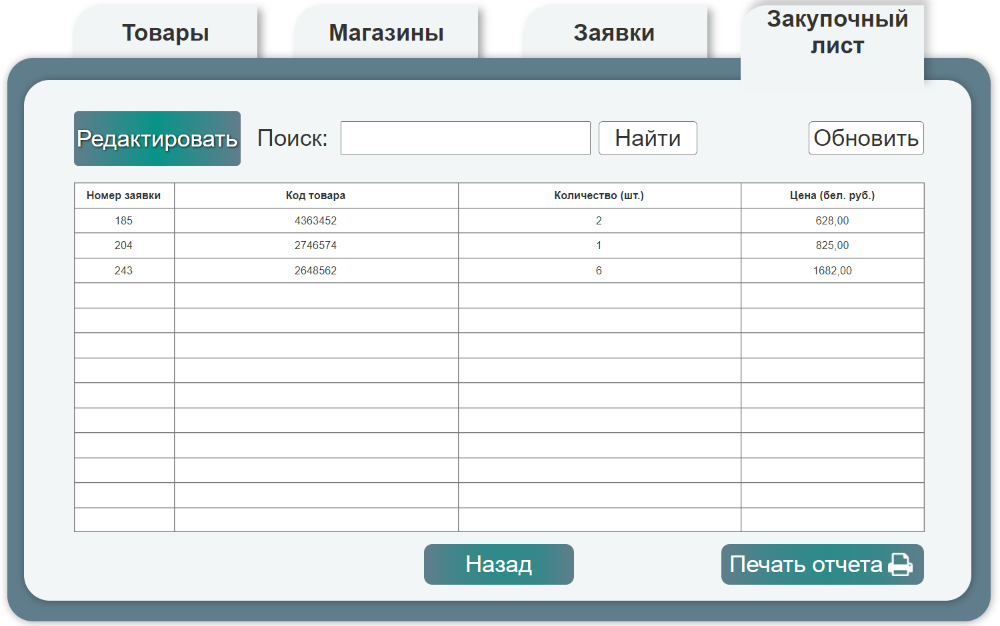 Товары
Магазины
Заявки
Закупочный
лист
Редактировать
Поиск:
Найти
Обновить
Номер заявки Код товара Количество (шт.) Цена (бел. руб.)
185 4363452 2 628,00
204 2746574 1 825,00
243 2648562 6 1682,00
Назад
Печать отчета